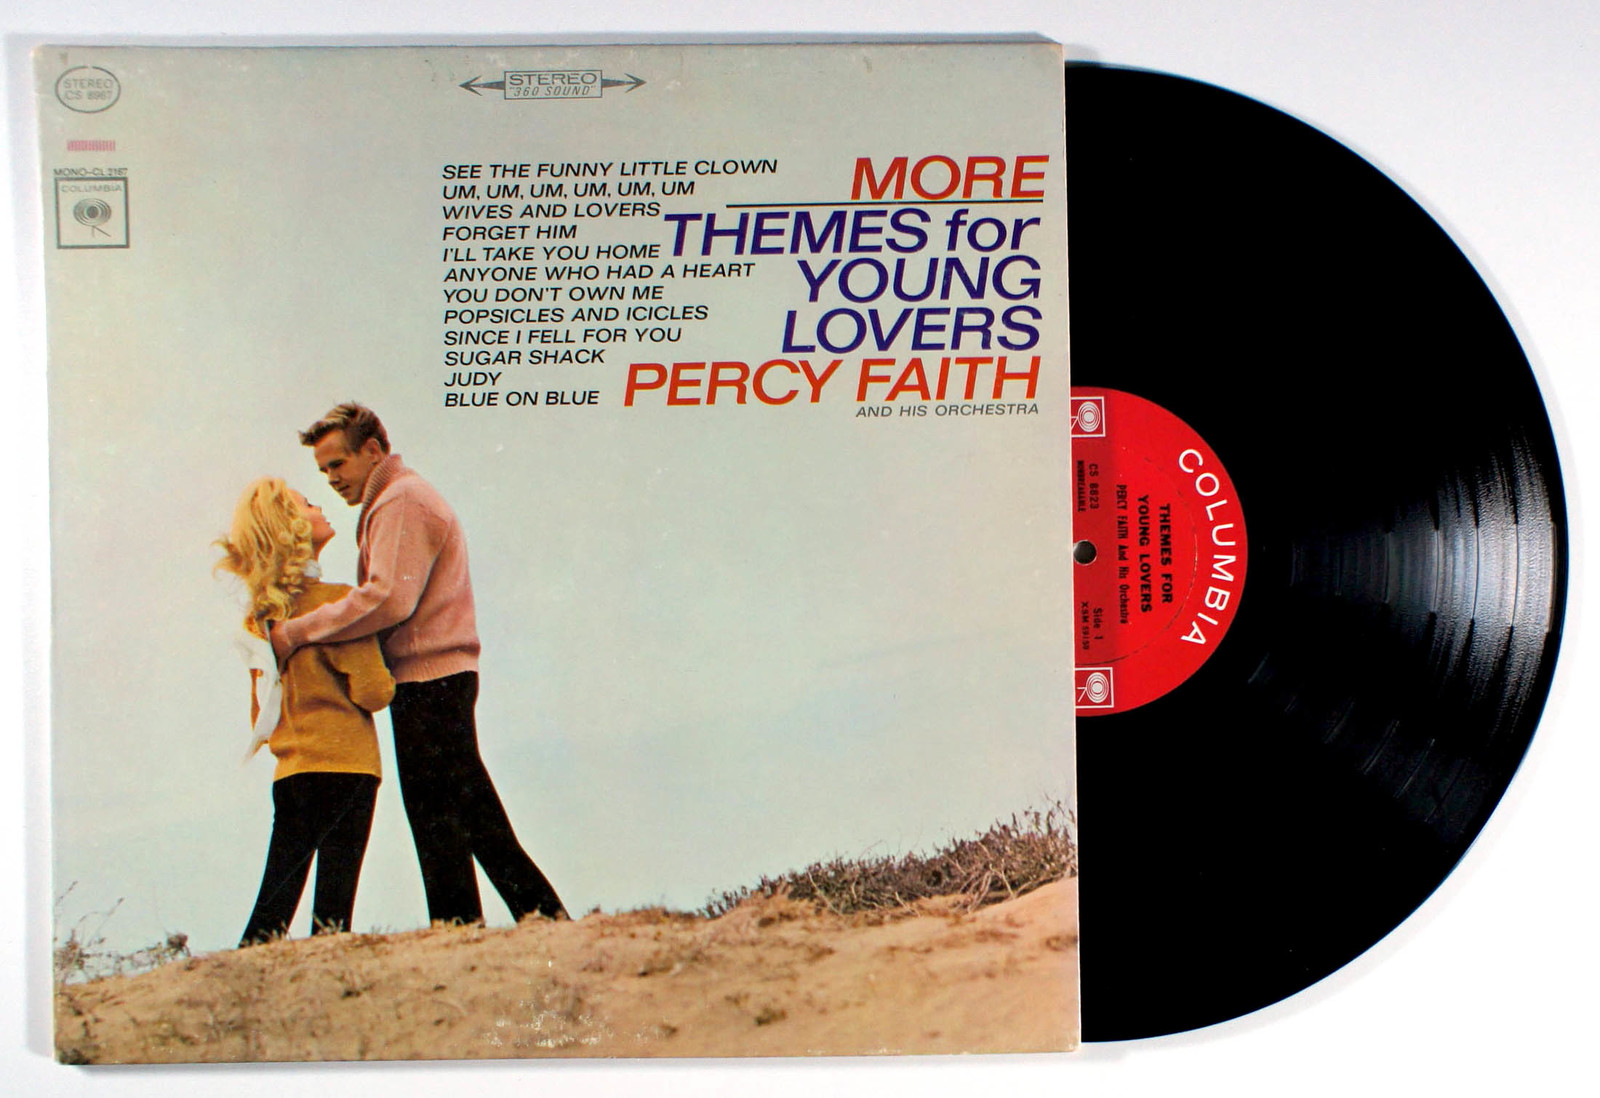 STEREO
CS 8967
MONO-CL 2167
COLUMBIA
STEREO
"360 SOUND"
SEE THE FUNNY LITTLE CLOWN
UM, UM, UM, UM, UM, UM
WIVES AND LOVERS
FORGET HIM
I'LL TAKE YOU HOME
ANYONE WHO HAD A HEART
YOU DON'T OWN ME
POPSICLES AND ICICLES
SINCE I FELL FOR YOU
SUGAR SHACK
JUDY
BLUE ON BLUE
MORE
THEMES for
YOUNG
LOVERS
PERCY FAITH
AND HIS ORCHESTRA
COLUMBIA
THEMES FOR
YOUNG LOVERS
PERCY FAITH And His Orchestra
CS 8823
Side 1